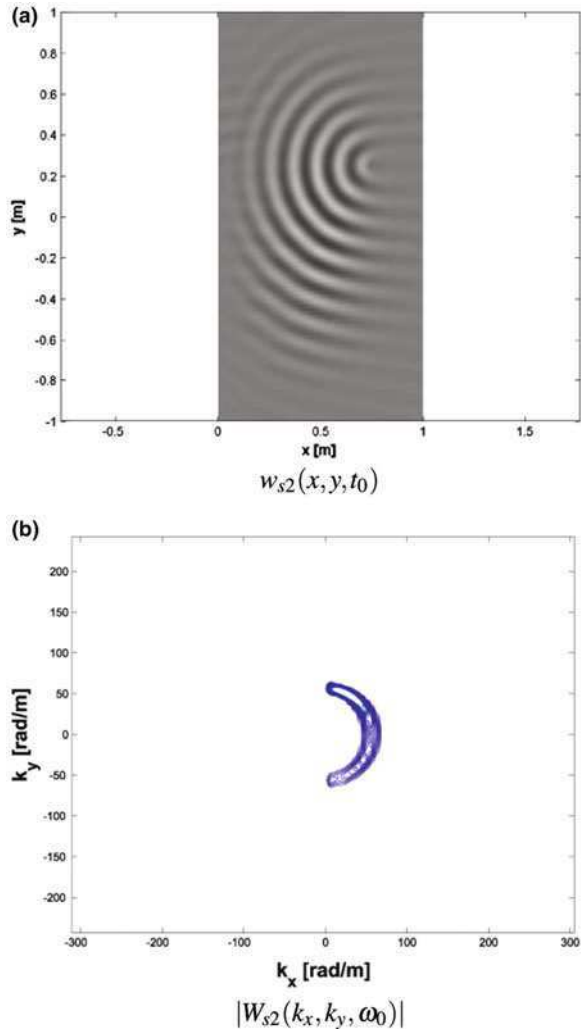 (a)
1
0.8
0.6
0.4
0.2
0
-0.2
-0.4
-0.6
-0.8
-1
y [m]
-0.5 0 0.5 1 1.5
x [m]
w_{s2}(x, y, t_0)
(b)
200
150
100
50
0
-50
-100
-150
-200
k_y [rad/m]
-300 -200 -100 0 100 200 300
k_x [rad/m]
|W_{s2}(k_x, k_y, ω_0)|